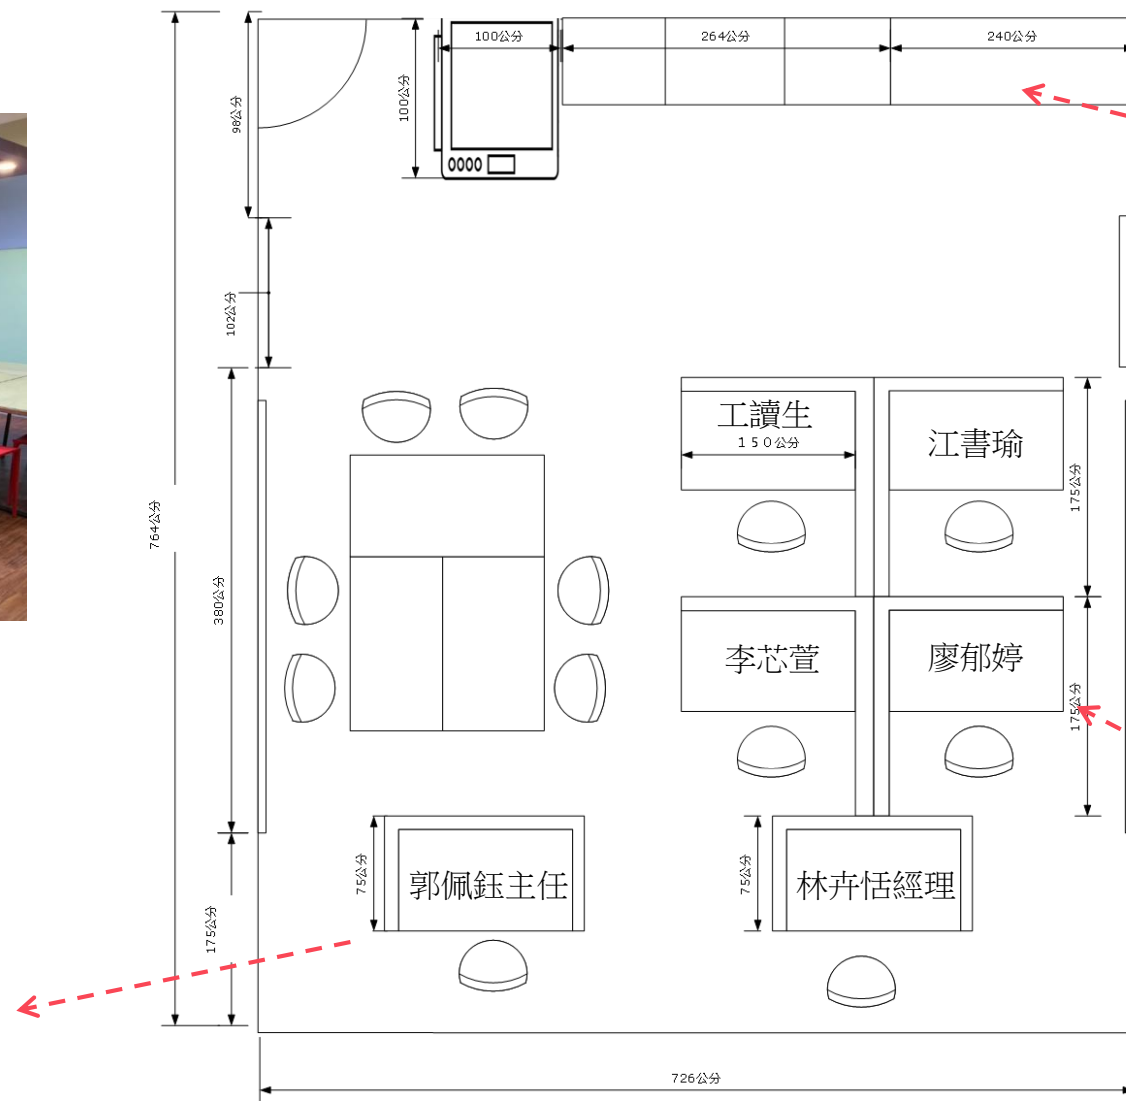 100公分
264公分
240公分
100公分
98公分
102公分
764公分
380公分
175公分
工讀生
150公分
江書瑜
175公分
李芯萱
廖郁婷
175公分
75公分
郭佩鈺主任
75公分
林卉恬經理
726公分